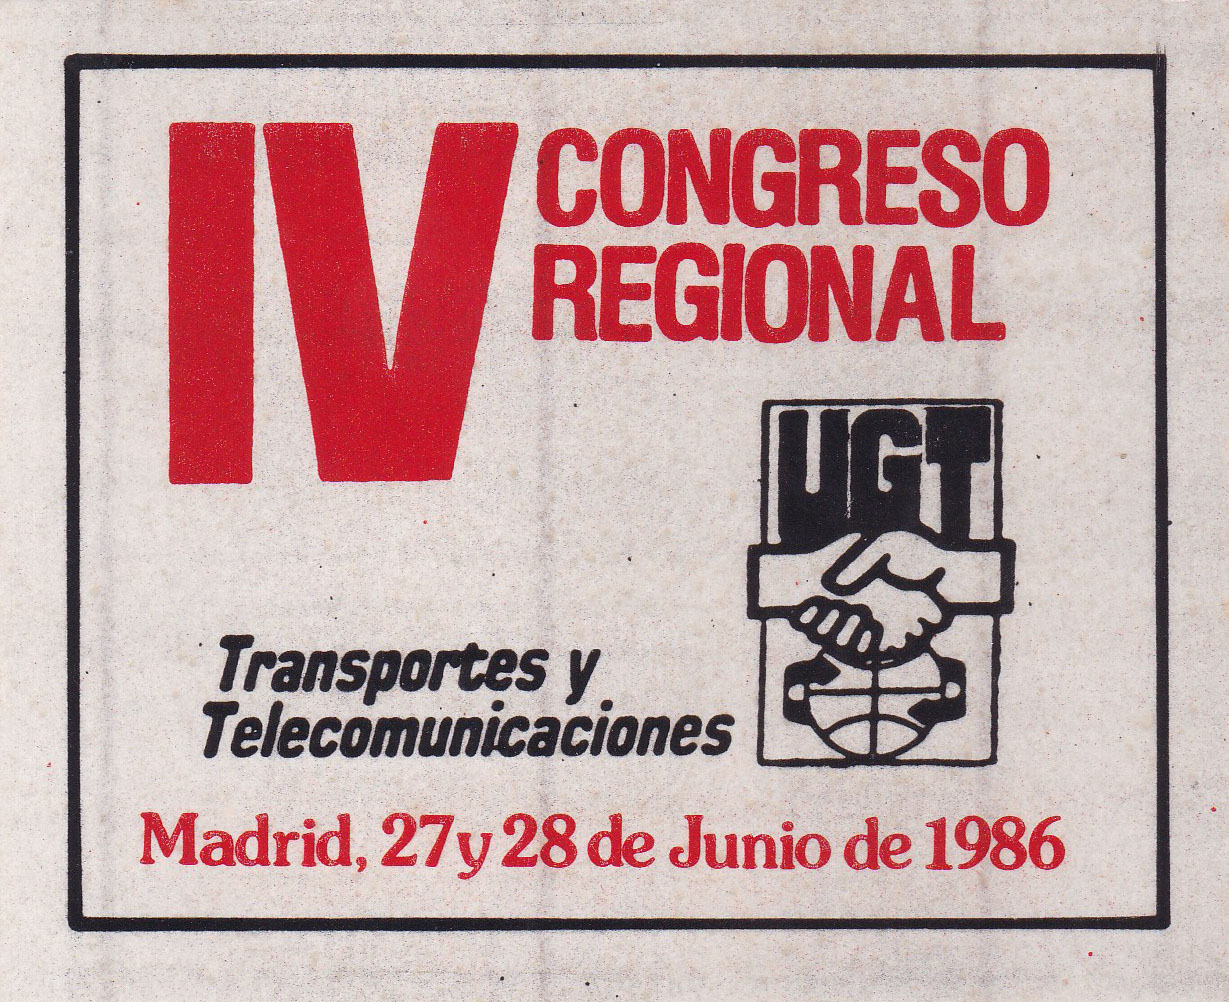 IV
CONGRESO
REGIONAL
UGT
Transportes y
Telecomunicaciones
Madrid, 27 y 28 de Junio de 1986